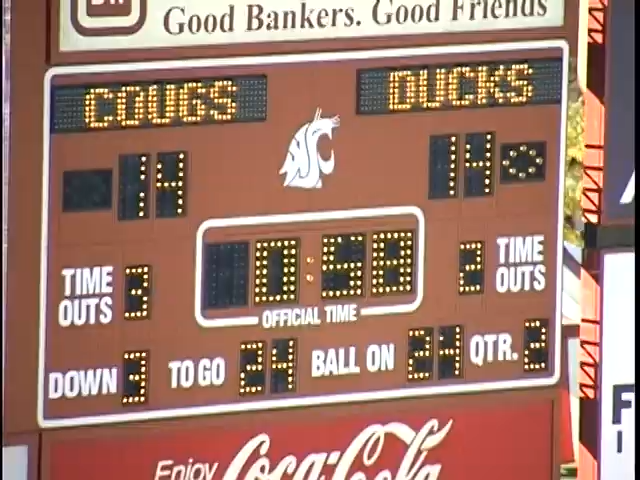 Good Bankers. Good Friends
COUGS DUCKS
14 14
0:58
TIME OUTS 3 2 TIME OUTS
OFFICIAL TIME
DOWN 3 TO GO 24 BALL ON 24 QTR. 2
Enjoy Coca-Cola